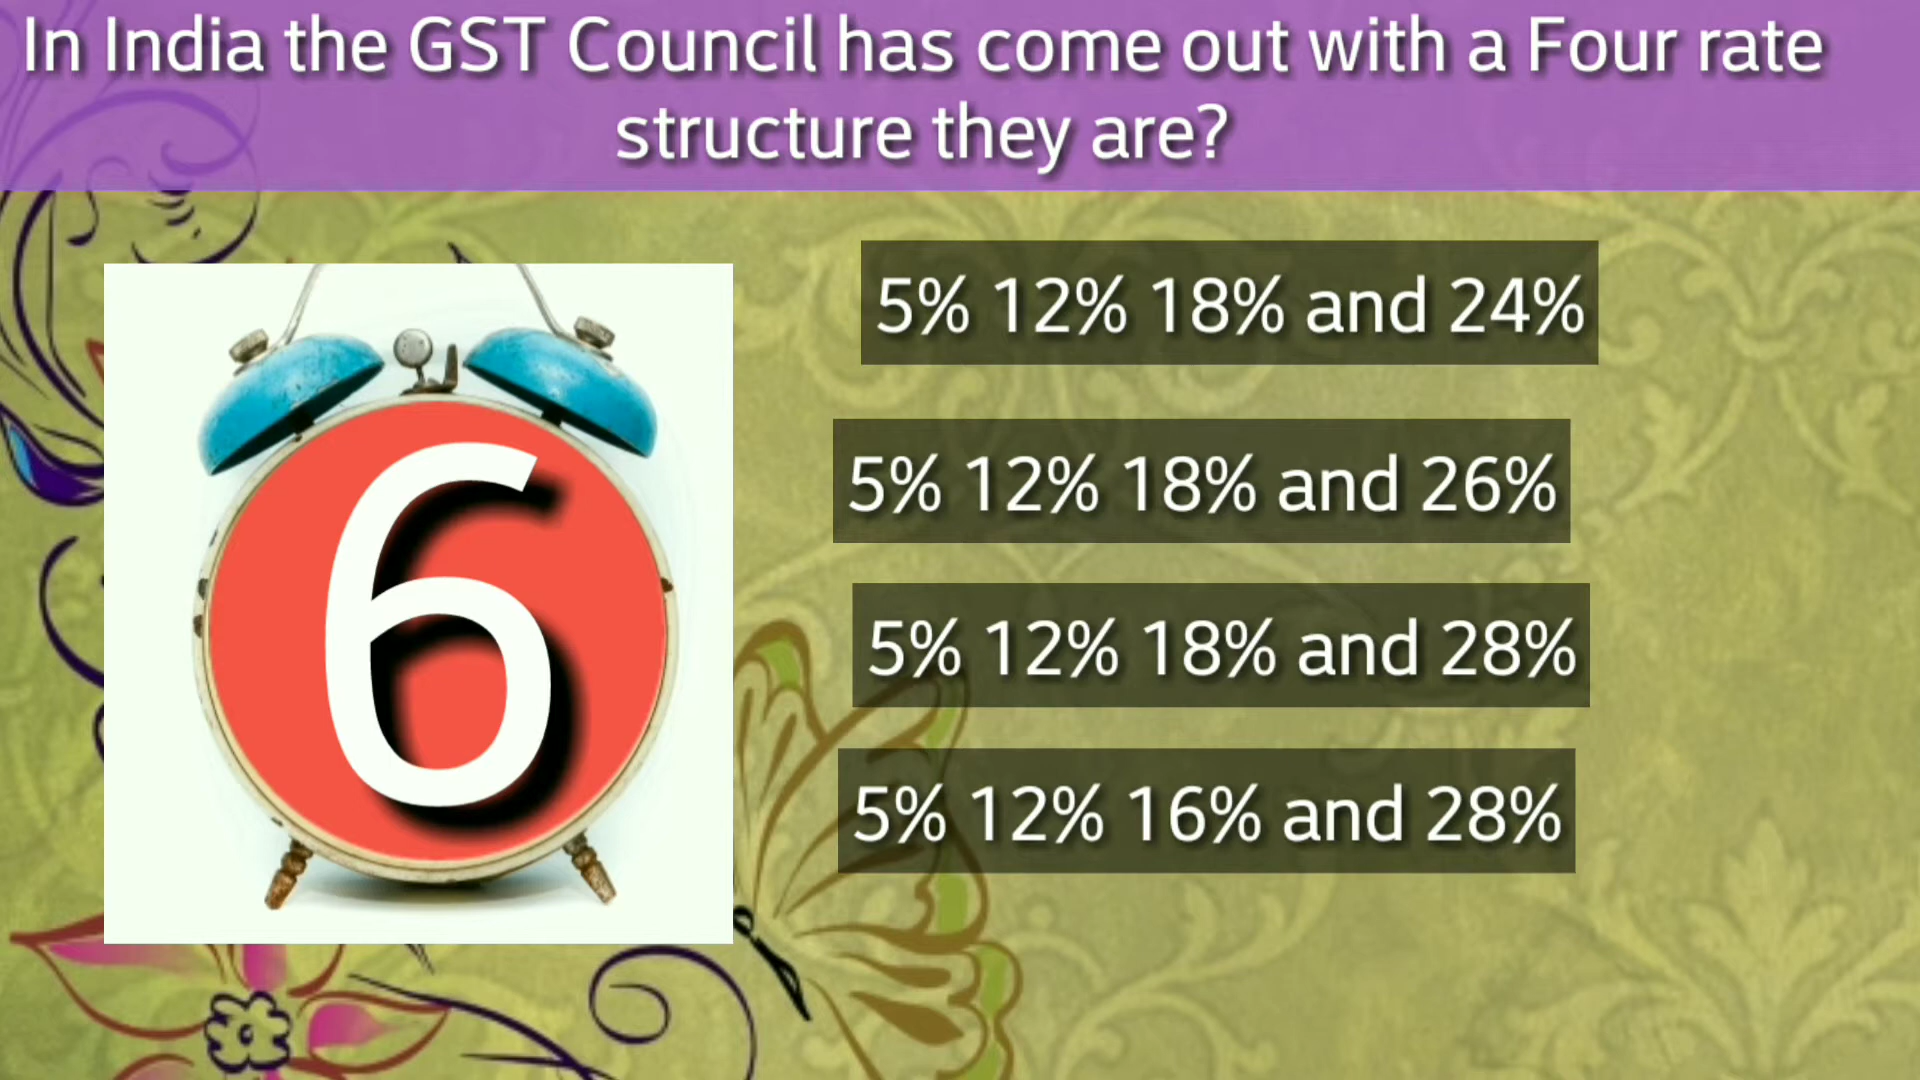 In India the GST Council has come out with a Four rate
structure they are?
5% 12% 18% and 24%
5% 12% 18% and 26%
6
5% 12% 18% and 28%
5% 12% 16% and 28%